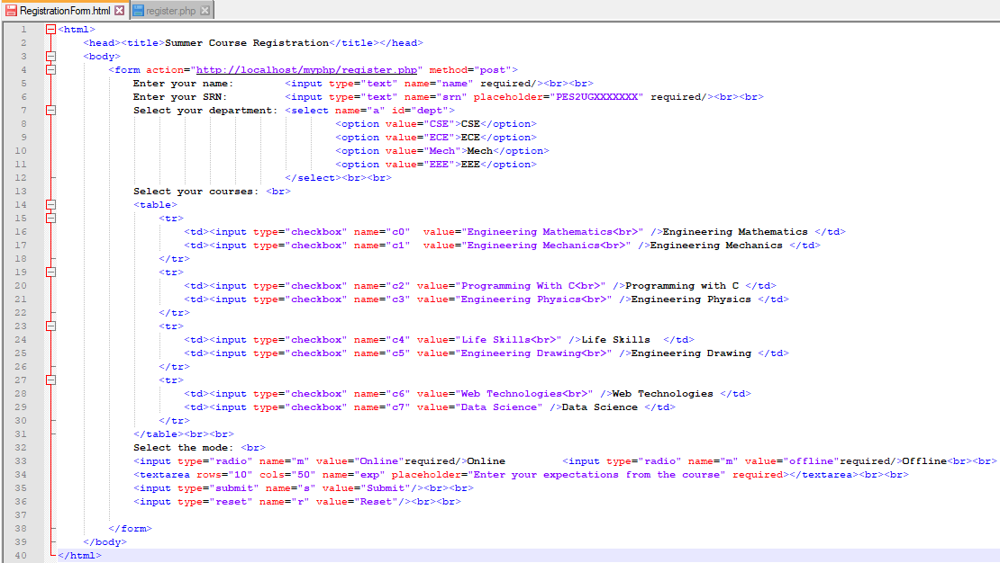 RegistrationForm.html register.php
1 <html>
2 <head><title>Summer Course Registration</title></head>
3 <body>
4 <form action="http://localhost/myphp/register.php" method="post">
5 Enter your name: <input type="text" name="name" required/><br><br>
6 Enter your SRN: <input type="text" name="srn" placeholder="PES2UGXXXXXXX" required/><br><br>
7 Select your department: <select name="a" id="dept">
8 <option value="CSE">CSE</option>
9 <option value="ECE">ECE</option>
10 <option value="Mech">Mech</option>
11 <option value="EEE">EEE</option>
12 </select><br><br>
13 Select your courses: <br>
14 <table>
15 <tr>
16 <td><input type="checkbox" name="c0" value="Engineering Mathematics<br>" />Engineering Mathematics </td>
17 <td><input type="checkbox" name="c1" value="Engineering Mechanics<br>" />Engineering Mechanics </td>
18 </tr>
19 <tr>
20 <td><input type="checkbox" name="c2" value="Programming With C<br>" />Programming with C </td>
21 <td><input type="checkbox" name="c3" value="Engineering Physics<br>" />Engineering Physics </td>
22 </tr>
23 <tr>
24 <td><input type="checkbox" name="c4" value="Life Skills<br>" />Life Skills </td>
25 <td><input type="checkbox" name="c5" value="Engineering Drawing<br>" />Engineering Drawing </td>
26 </tr>
27 <tr>
28 <td><input type="checkbox" name="c6" value="Web Technologies<br>" />Web Technologies </td>
29 <td><input type="checkbox" name="c7" value="Data Science" />Data Science </td>
30 </tr>
31 </table><br><br>
32 Select the mode: <br>
33 <input type="radio" name="m" value="Online"required/>Online <input type="radio" name="m" value="offline"required/>Offline<br><br>
34 <textarea rows="10" cols="50" name="exp" placeholder="Enter your expectations from the course" required></textarea><br><br>
35 <input type="submit" name="s" value="Submit"/><br><br>
36 <input type="reset" name="r" value="Reset"/><br><br>
37
38 </form>
39 </body>
40 </html>